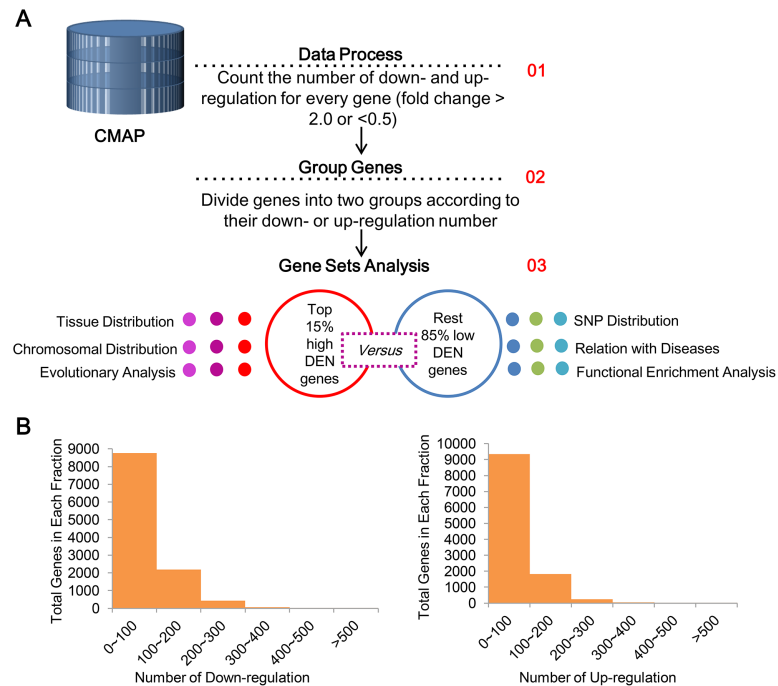 A
CMAP
Data Process
01
Count the number of down- and up-
regulation for every gene (fold change >
2.0 or <0.5)
Group Genes
02
Divide genes into two groups according to
their down- or up-regulation number
Gene Sets Analysis
03
Tissue Distribution
Chromosomal Distribution
Evolutionary Analysis
Top
15%
high
DEN
genes
Versus
Rest
85% low
DEN
genes
SNP Distribution
Relation with Diseases
Functional Enrichment Analysis
B
Total Genes in Each Fraction
9000
8000
7000
6000
5000
4000
3000
2000
1000
0
0~100
100~200
200~300
300~400
400~500
>500
Number of Down-regulation
Total Genes in Each Fraction
10000
9000
8000
7000
6000
5000
4000
3000
2000
1000
0
0~100
100~200
200~300
300~400
400~500
>500
Number of Up-regulation